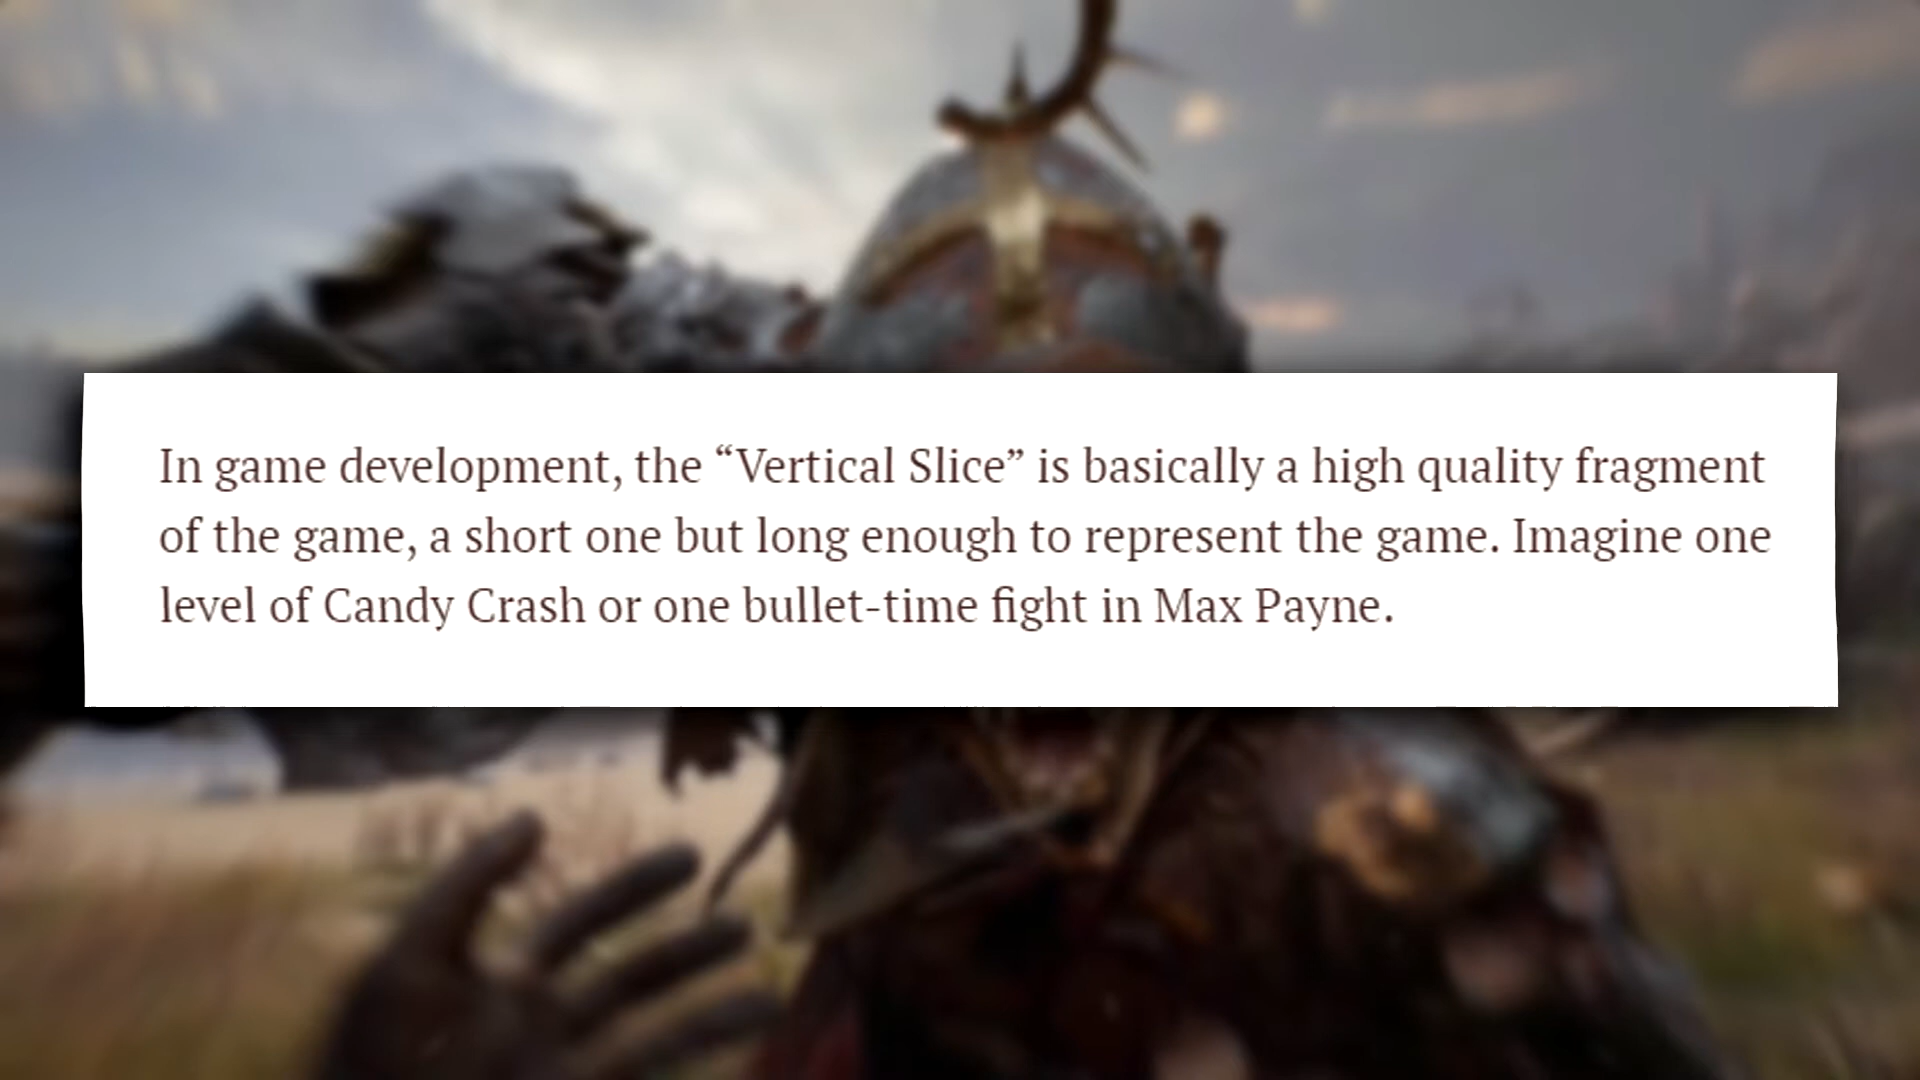 In game development, the “Vertical Slice” is basically a high quality fragment
of the game, a short one but long enough to represent the game. Imagine one
level of Candy Crash or one bullet-time fight in Max Payne.